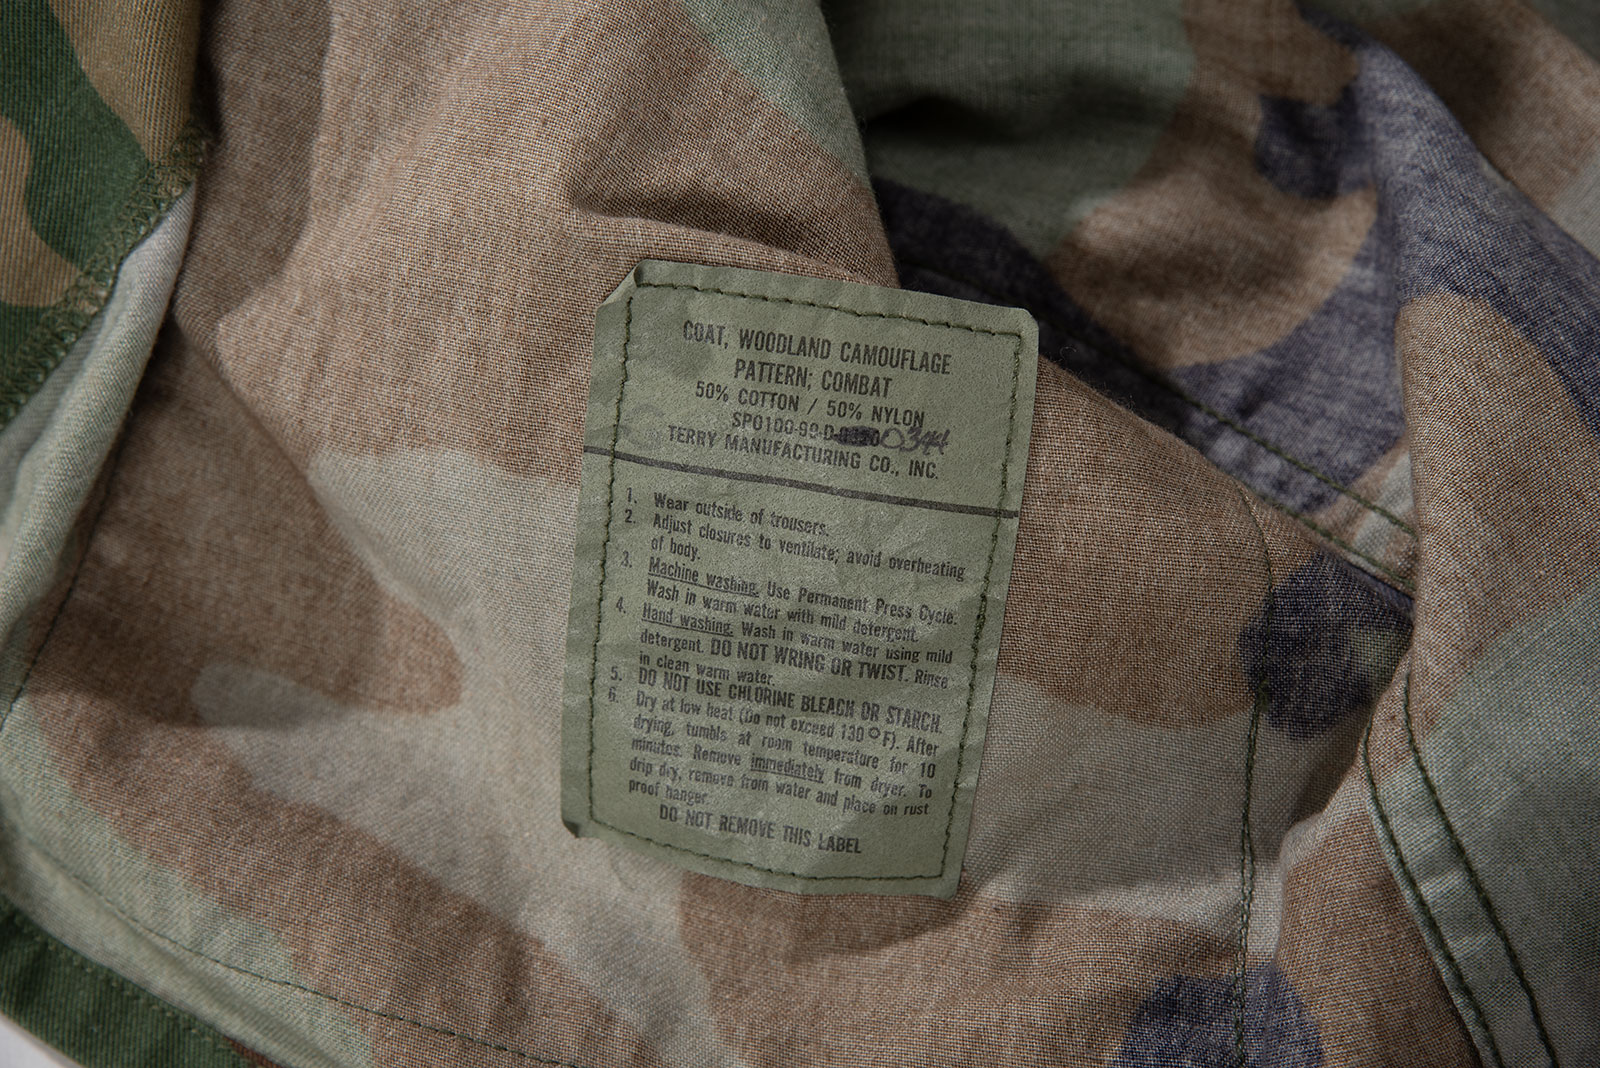 COAT, WOODLAND CAMOUFLAGE
PATTERN; COMBAT
50% COTTON / 50% NYLON
SPO100-99-D- 0344
TERRY MANUFACTURING CO., INC.
1. Wear outside of trousers.
2. Adjust closures to ventilate; avoid overheating
of body.
3. Machine washing. Use Permanent Press Cycle.
Wash in warm water with mild detergent.
4. Hand washing. Wash in warm water using mild
detergent. DO NOT WRING OR TWIST. Rinse
in clean warm water.
5. DO NOT USE CHLORINE BLEACH OR STARCH.
6. Dry at low heat (Do not exceed 130°F). After
drying, tumble at room temperature for 10
minutes. Remove immediately from dryer. To
drip dry, remove from water and place on rust
proof hanger.
DO NOT REMOVE THIS LABEL